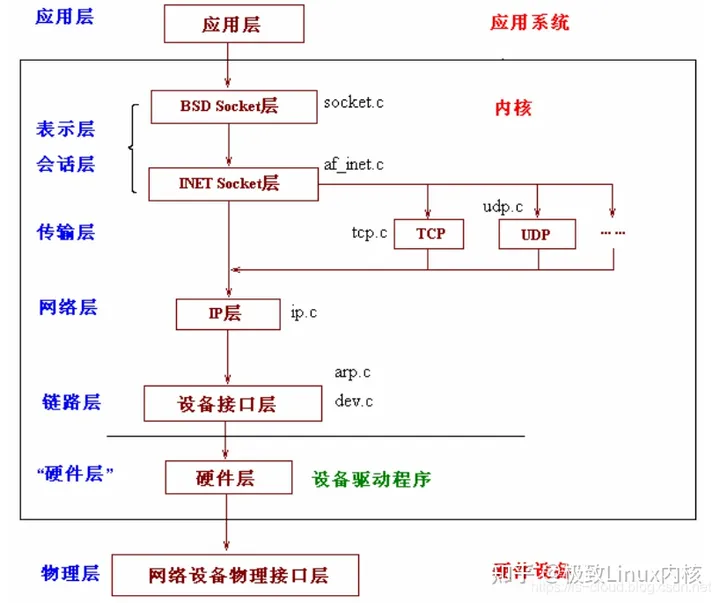 应用层 应用层 应用系统
BSD Socket层 socket.c 内核
表示层
会话层 af_inet.c
INET Socket层
udp.c
传输层 tcp.c TCP UDP ... ...
网络层 IP层 ip.c
arp.c
链路层 设备接口层 dev.c
“硬件层” 硬件层 设备驱动程序
物理层 网络设备物理接口层
知乎 @极致Linux内核